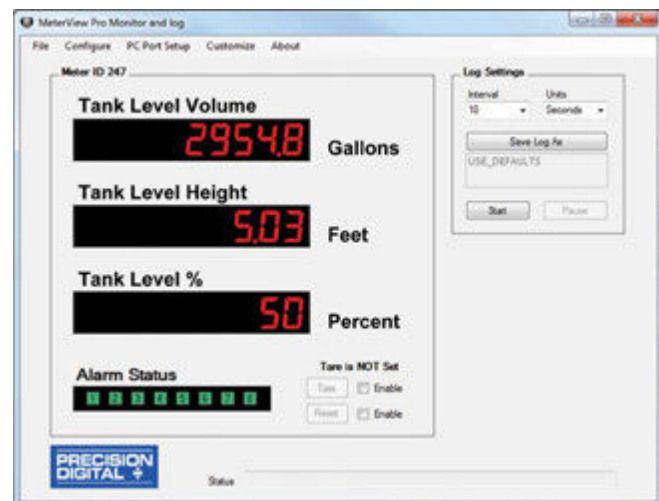 MeterView Pro Monitor and log
File Configure PC Port Setup Customize About
Meter ID 247
Tank Level Volume
2954.8 Gallons
Tank Level Height
5.03 Feet
Tank Level %
50 Percent
Alarm Status
1 2 3 4 5 6 7 8
Tare is NOT Set
Tare Enable
Reset Enable
Log Settings
Interval Units
10 Seconds
Save Log As
USE_DEFAULTS
Start Pause
PRECISION
DIGITAL
Status